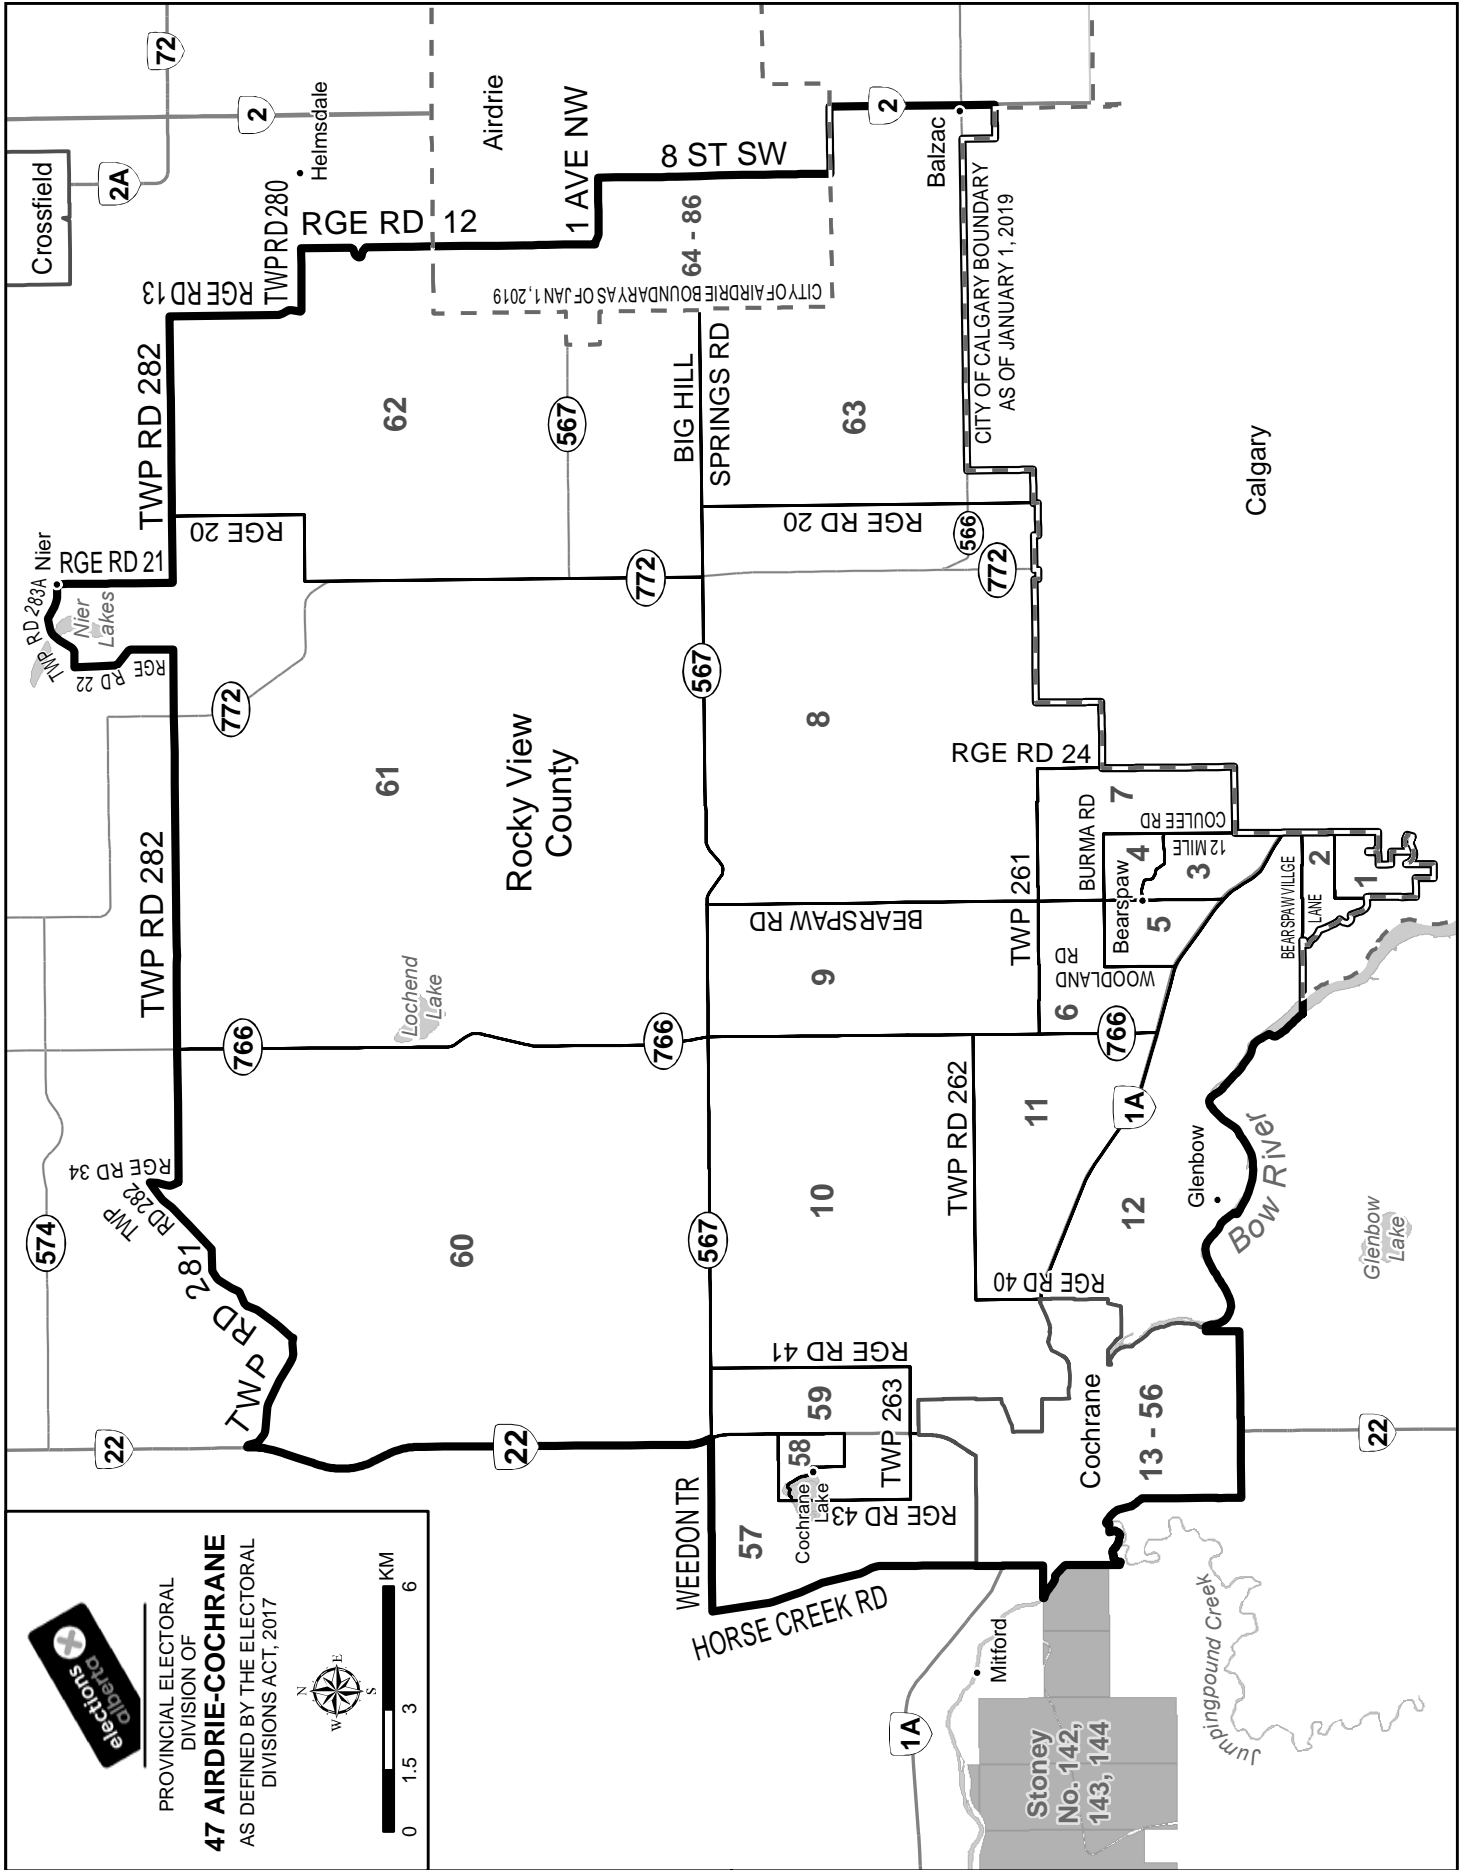 elections
alberta
PROVINCIAL ELECTORAL
DIVISION OF
47 AIRDRIE-COCHRANE
AS DEFINED BY THE ELECTORAL
DIVISIONS ACT, 2017
N
W
E
S
0
1.5
3
6
KM
22
574
TWP RD 281
TWP
RD 282
RGE RD 34
TWP RD 282
772
RGE
RD 22
TWP RD 283A
Nier
Nier
Lakes
RGE RD 21
TWP RD 282
RGE RD 13
Crossfield
2A
72
2
TWPRD 280
Helmsdale
766
772
RGE 20
RGE RD 12
Airdrie
1 AVE NW
8 ST SW
22
60
Lochend
Lake
61
Rocky View
County
62
567
CITY OF AIRDRIE BOUNDARY AS OF JAN 1, 2019
64 - 86
WEEDON TR
567
766
567
772
BIG HILL
SPRINGS RD
HORSE CREEK RD
57
58
59
Cochrane
Lake
RGE RD 43
TWP 263
RGE RD 41
10
9
BEARSPAW RD
8
RGE RD 20
63
2
Balzac
1A
Mitford
TWP RD 262
11
RGE RD 40
TWP 261
RGE RD 24
772
566
CITY OF CALGARY BOUNDARY
AS OF JANUARY 1, 2019
Stoney
No. 142,
143, 144
Cochrane
13 - 56
1A
766
6
WOODLAND
RD
Bearspaw
5
4
3
BURMA RD
7
12 MILE
COULEE RD
12
Glenbow
Bow River
BEARSPAW VILLGE
LANE
2
1
Calgary
Jumpingpound Creek
22
Glenbow
Lake